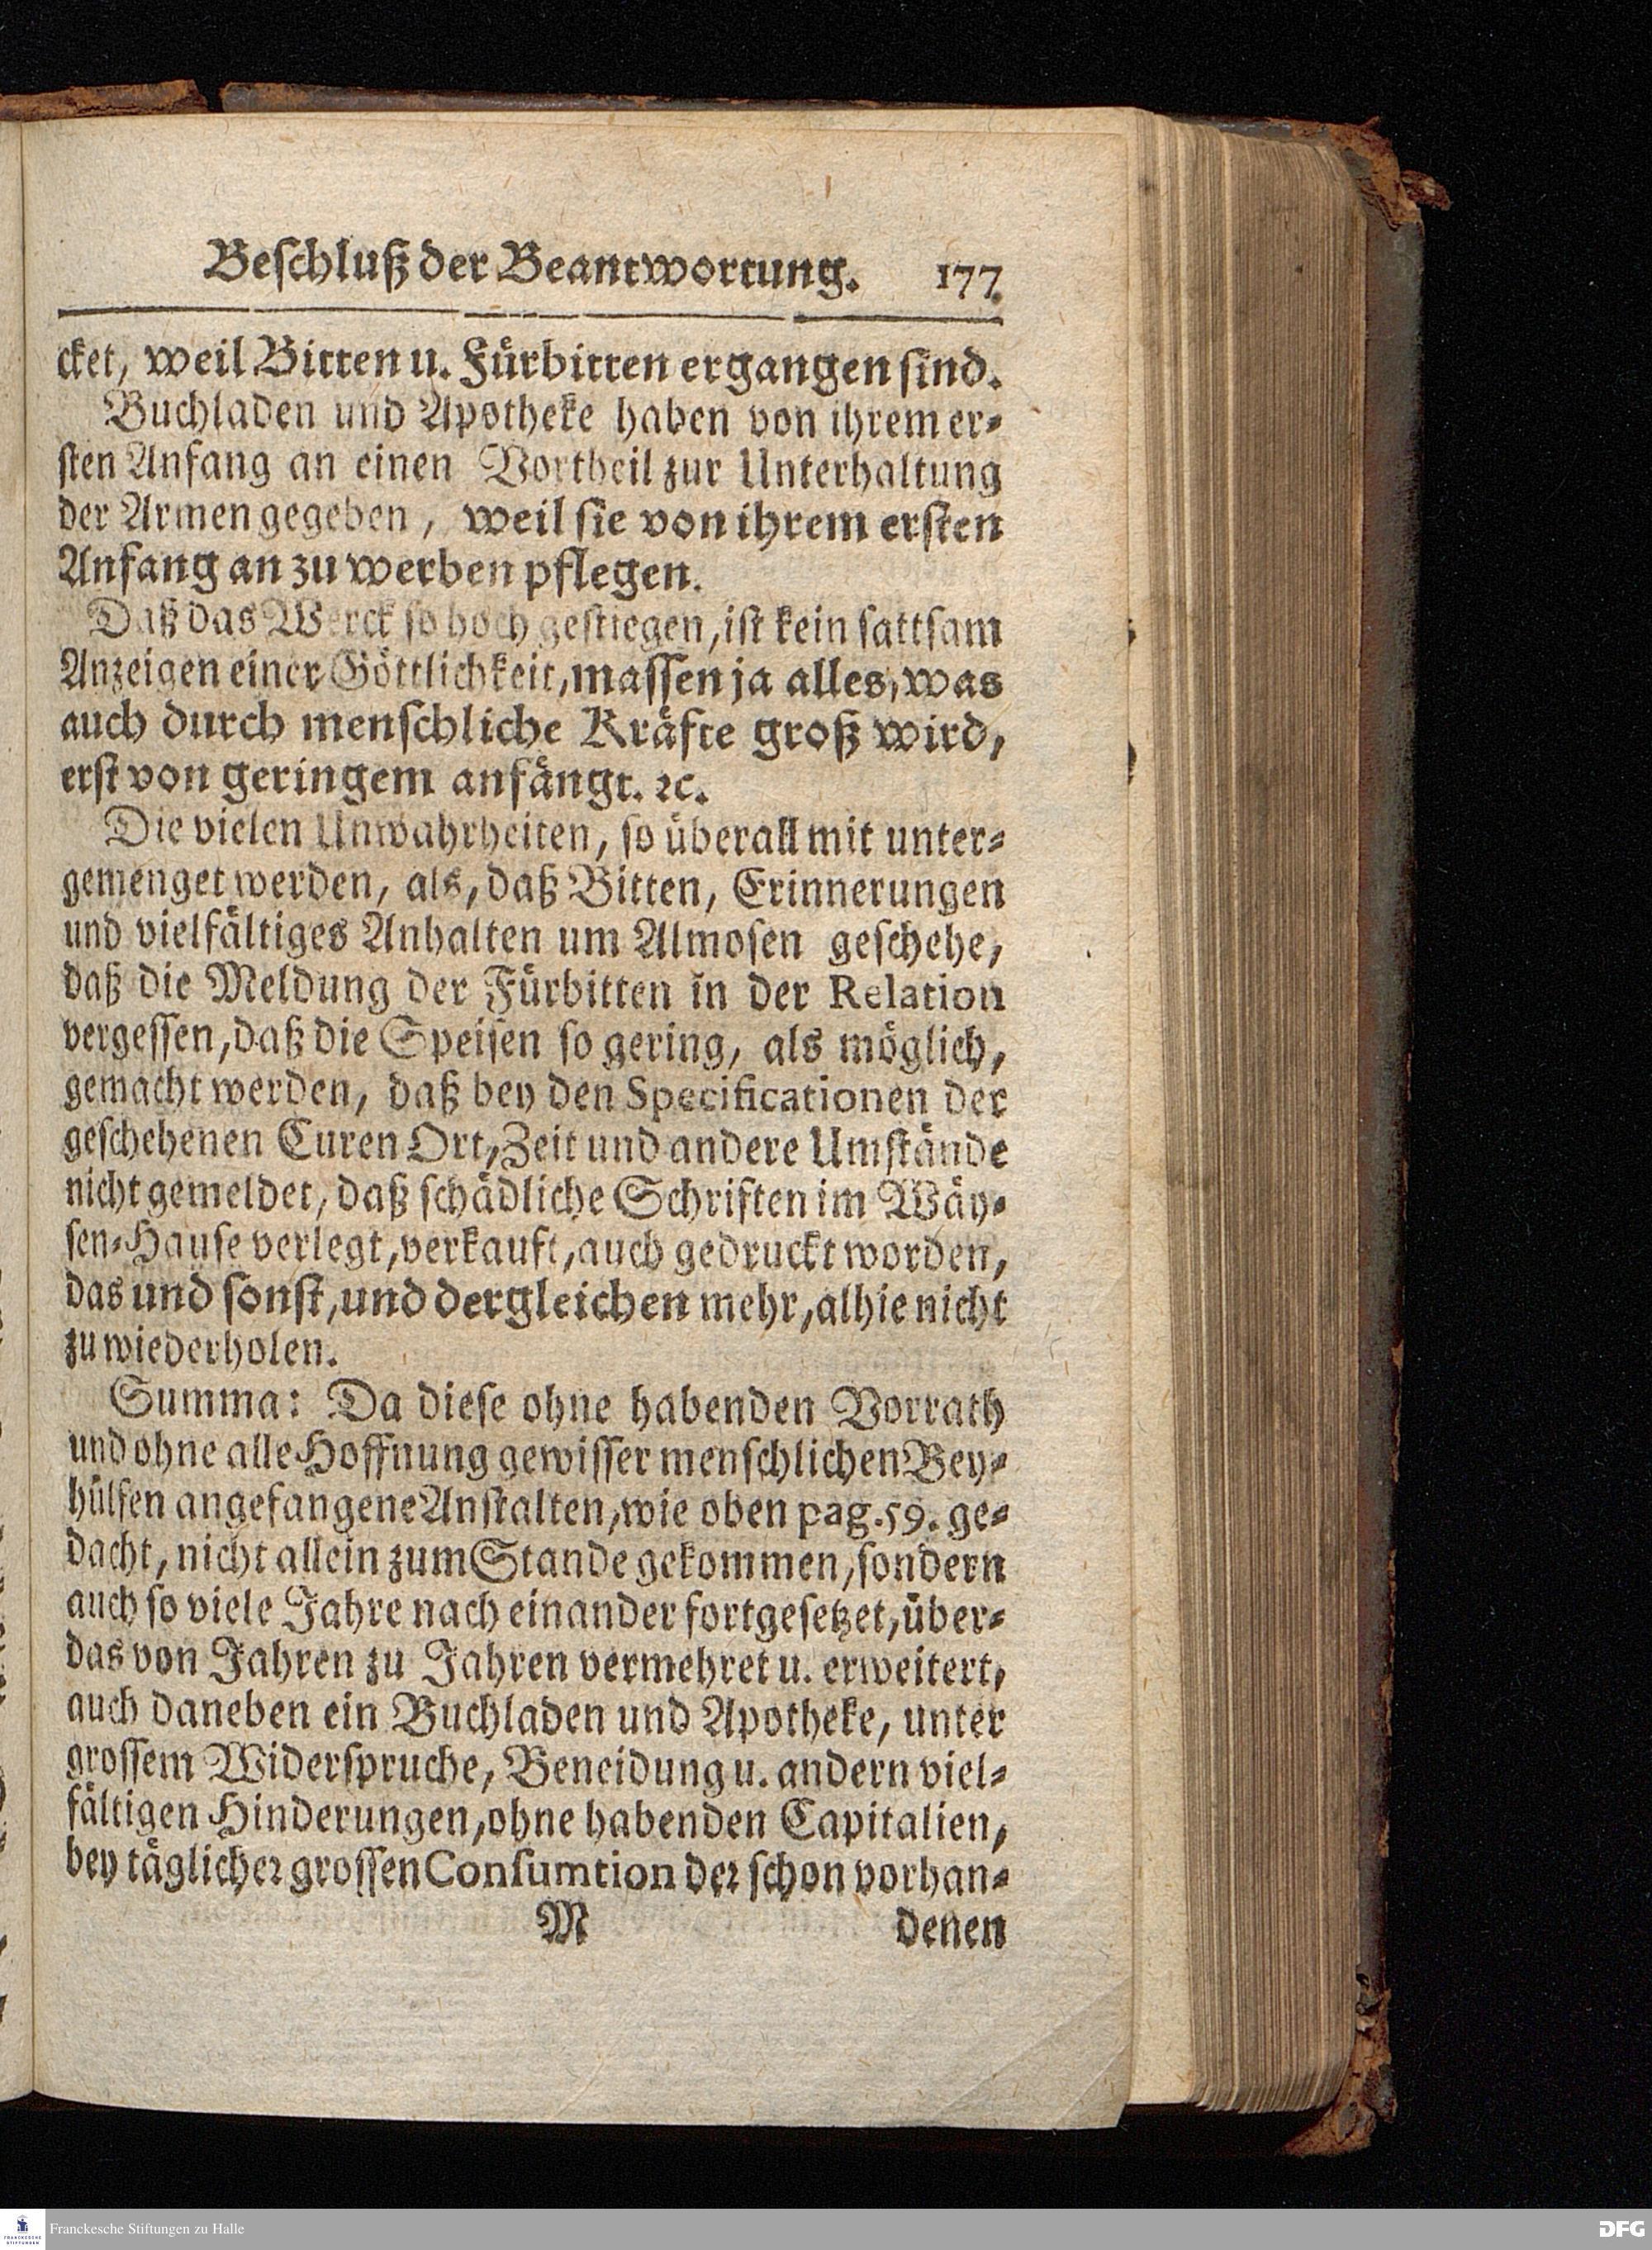 Beschluß der Beantwortung. 177
cket, weil Bitten u. Fürbitten ergangen sind.
Buchladen und Apotheke haben von ihrem er-
sten Anfang an einen Vortheil zur Unterhaltung
der Armen gegeben, weil sie von ihrem ersten
Anfang an zu werben pflegen.
Daß das Werck so hoch gestiegen, ist kein sattsam
Anzeigen einer Göttlichkeit, massen ja alles, was
auch durch menschliche Kräfte groß wird,
erst von geringem anfängt. ꝛc.
Die vielen Unwahrheiten, so überall mit unter-
gemenget werden, als, daß Bitten, Erinnerungen
und vielfältiges Anhalten um Almosen geschehe,
daß die Meldung der Fürbitten in der Relation
vergessen, daß die Speisen so gering, als möglich,
gemacht werden, daß bey den Specificationen der
geschehenen Curen Ort, Zeit und andere Umstände
nicht gemeldet, daß schädliche Schriften im Wäy-
sen-Hause verlegt, verkauft, auch gedruckt worden,
das und sonst, und dergleichen mehr, alhie nicht
zu wiederholen.
Summa: Da diese ohne habenden Vorrath
und ohne alle Hoffnung gewisser menschlichen Bey-
hülfen angefangene Anstalten, wie oben pag. 59. ge-
dacht, nicht allein zum Stande gekommen, sondern
auch so viele Jahre nach einander fortgesetzet, über-
das von Jahren zu Jahren vermehret u. erweitert,
auch daneben ein Buchladen und Apotheke, unter
grossem Widerspruche, Beneidung u. andern viel-
fältigen Hinderungen, ohne habenden Capitalien,
bey täglicher grossen Consumtion der schon vorhan-
M denen
Franckesche Stiftungen zu Halle
FRANCKESCHE STIFTUNGEN
DFG